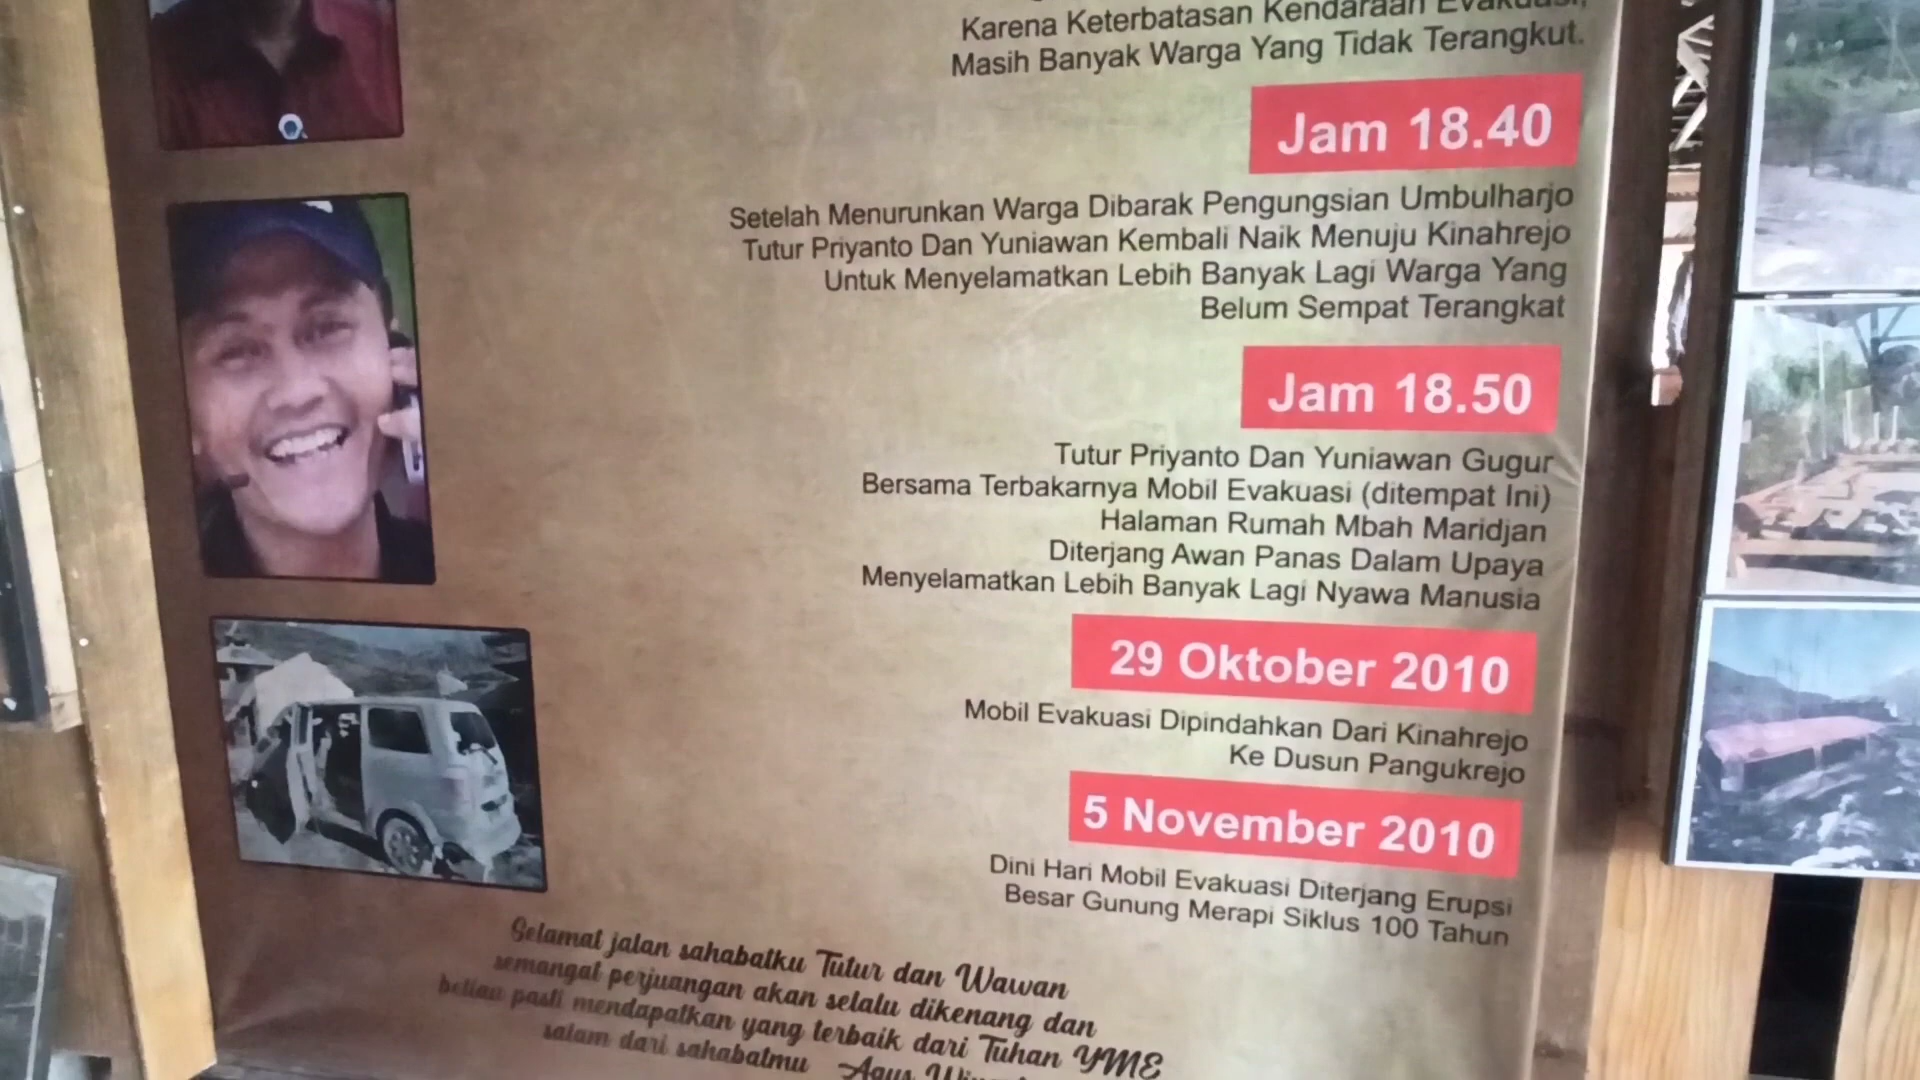 Karena Keterbatasan Kendaraan Evakuasi,
Masih Banyak Warga Yang Tidak Terangkut.
Jam 18.40
Setelah Menurunkan Warga Dibarak Pengungsian Umbulharjo
Tutur Priyanto Dan Yuniawan Kembali Naik Menuju Kinahrejo
Untuk Menyelamatkan Lebih Banyak Lagi Warga Yang
Belum Sempat Terangkat
Jam 18.50
Tutur Priyanto Dan Yuniawan Gugur
Bersama Terbakarnya Mobil Evakuasi (ditempat Ini)
Halaman Rumah Mbah Maridjan
Diterjang Awan Panas Dalam Upaya
Menyelamatkan Lebih Banyak Lagi Nyawa Manusia
29 Oktober 2010
Mobil Evakuasi Dipindahkan Dari Kinahrejo
Ke Dusun Pangukrejo
5 November 2010
Dini Hari Mobil Evakuasi Diterjang Erupsi
Besar Gunung Merapi Siklus 100 Tahun
Selamat jalan sahabatku Tutur dan Wawan
semangat perjuangan akan selalu dikenang dan
beliau pasti mendapatkan yang terbaik dari Tuhan YME
salam dari sahabatmu Agus